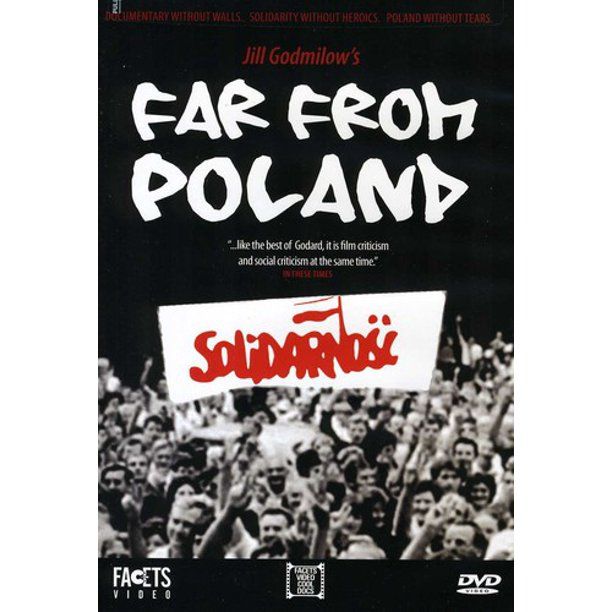 DOCUMENTARY WITHOUT WALLS. SOLIDARITY WITHOUT HEROICS. POLAND WITHOUT TEARS.
Jill Godmilow's
FAR FROM
POLAND
"...like the best of Godard, it is film criticism
and social criticism at the same time."
IN THESE TIMES
SOLIDARNOŚĆ
FACETS
VIDEO
FACETS
VIDEO
COOL
DOCS
DVD
VIDEO